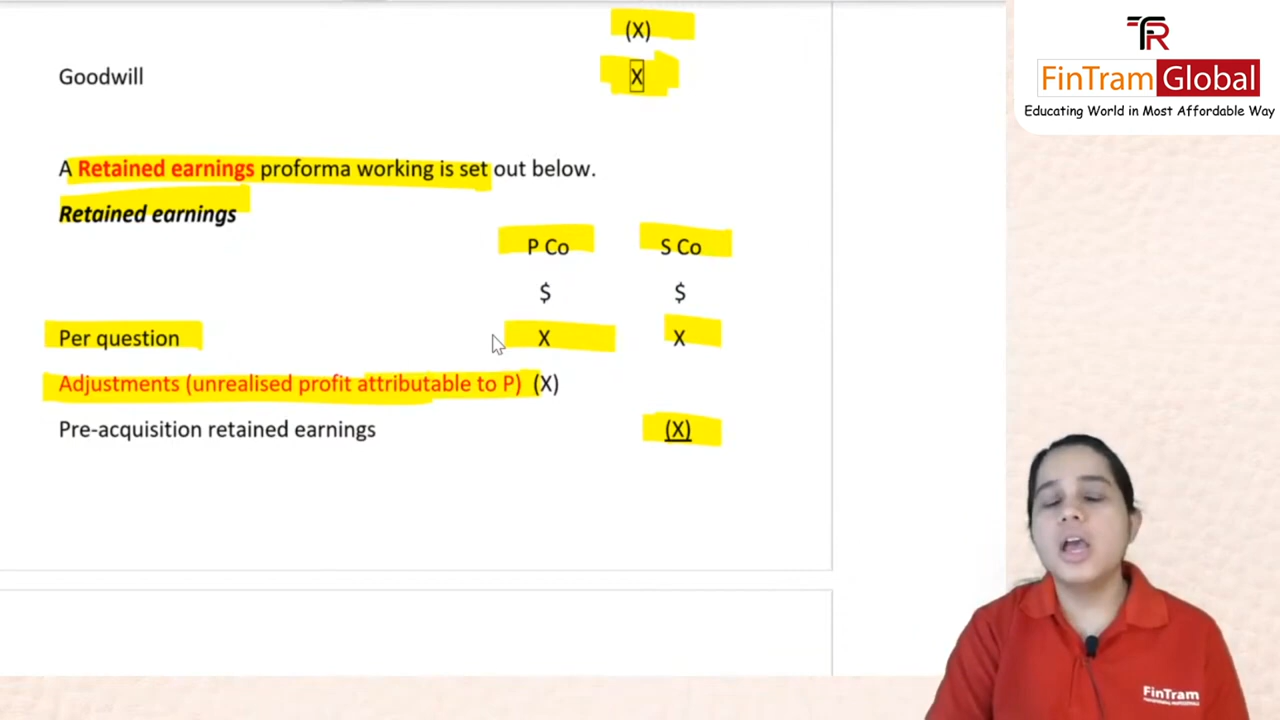 (X)
Goodwill X
A Retained earnings proforma working is set out below.
Retained earnings
P Co S Co
$ $
Per question X X
Adjustments (unrealised profit attributable to P) (X)
Pre-acquisition retained earnings (X)
TR
FinTram Global
Educating World in Most Affordable Way
FinTram